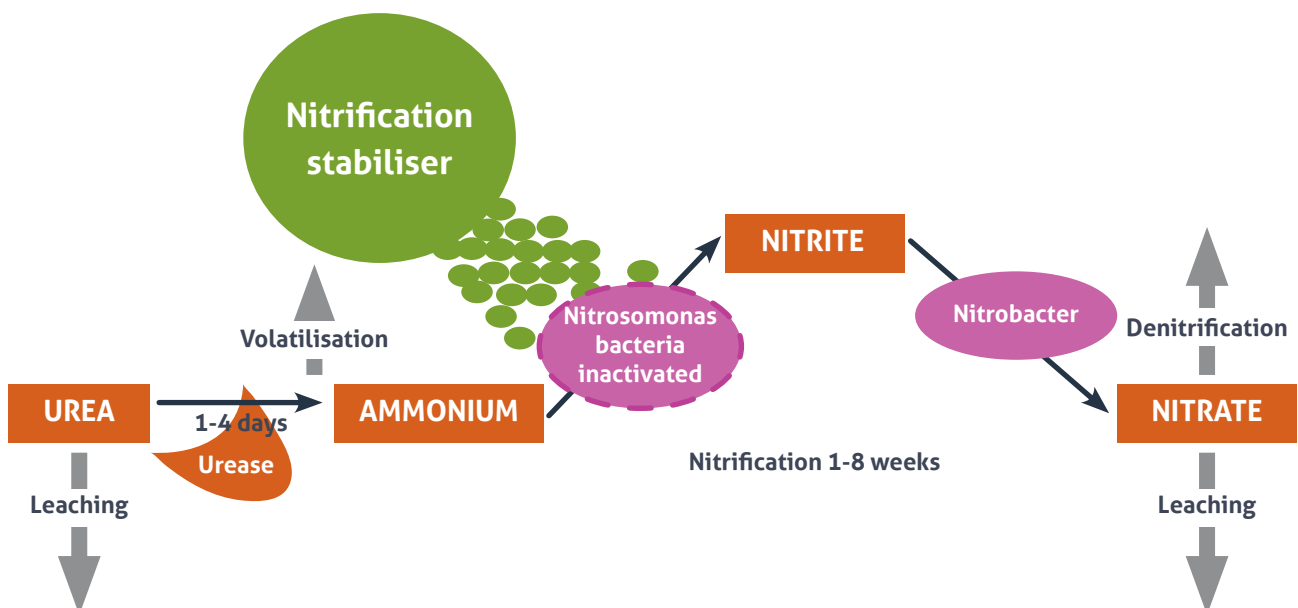 Nitrification
stabiliser
NITRITE
Nitrosomonas
bacteria
inactivated
Nitrobacter
Volatilisation
Denitrification
UREA
1-4 days
Urease
AMMONIUM
NITRATE
Nitrification 1-8 weeks
Leaching
Leaching